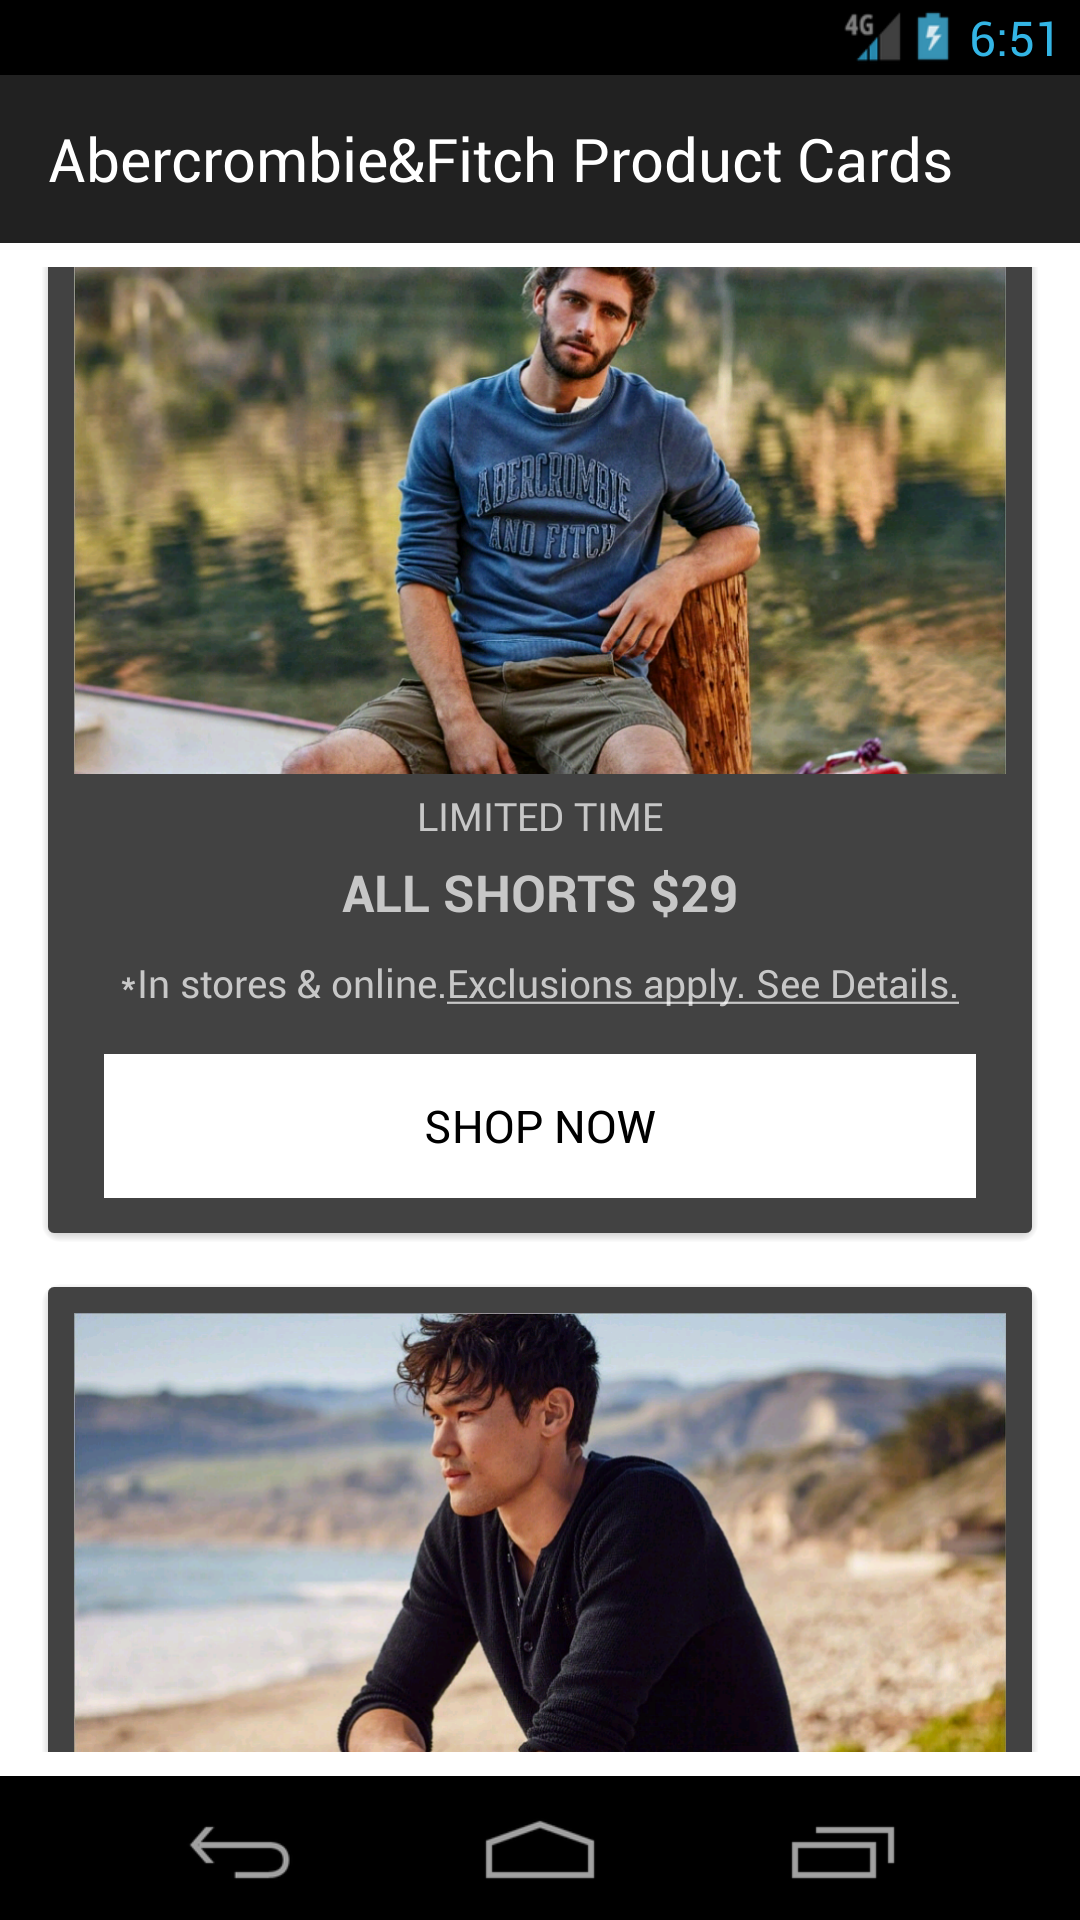 4G 6:51
Abercrombie&Fitch Product Cards
ABERCROMBIE
AND FITCH
LIMITED TIME
ALL SHORTS $29
*In stores & online.Exclusions apply. See Details.
SHOP NOW